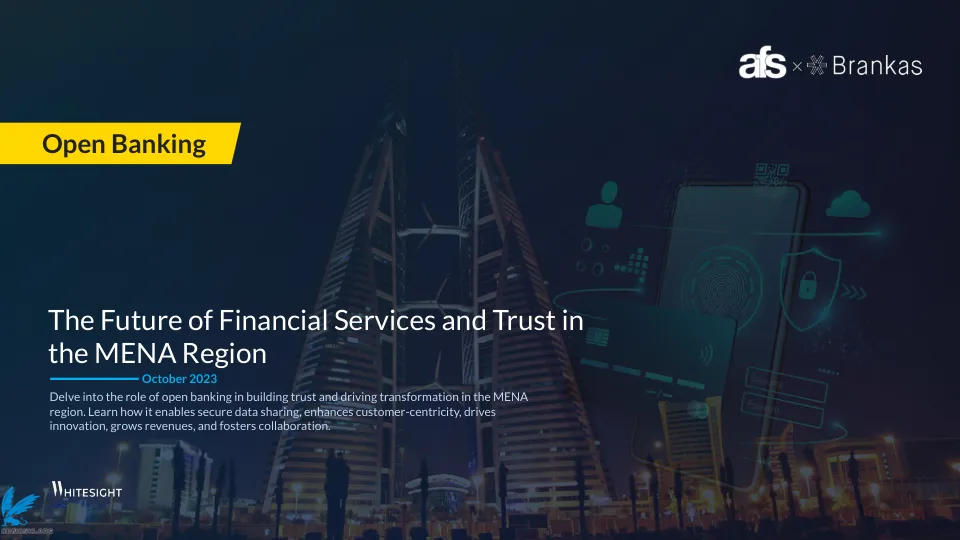 afs × Brankas
Open Banking
The Future of Financial Services and Trust in
the MENA Region
October 2023
Delve into the role of open banking in building trust and driving transformation in the MENA
region. Learn how it enables secure data sharing, enhances customer-centricity, drives
innovation, grows revenues, and fosters collaboration.
WHITESIGHT